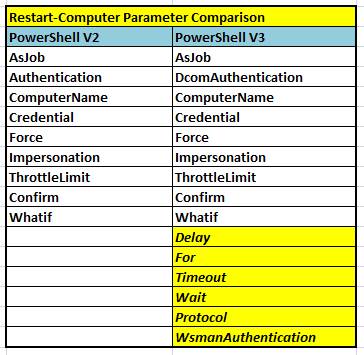 Restart-Computer Parameter Comparison
PowerShell V2 PowerShell V3
AsJob AsJob
Authentication DcomAuthentication
ComputerName ComputerName
Credential Credential
Force Force
Impersonation Impersonation
ThrottleLimit ThrottleLimit
Confirm Confirm
Whatif Whatif
Delay
For
Timeout
Wait
Protocol
WsmanAuthentication